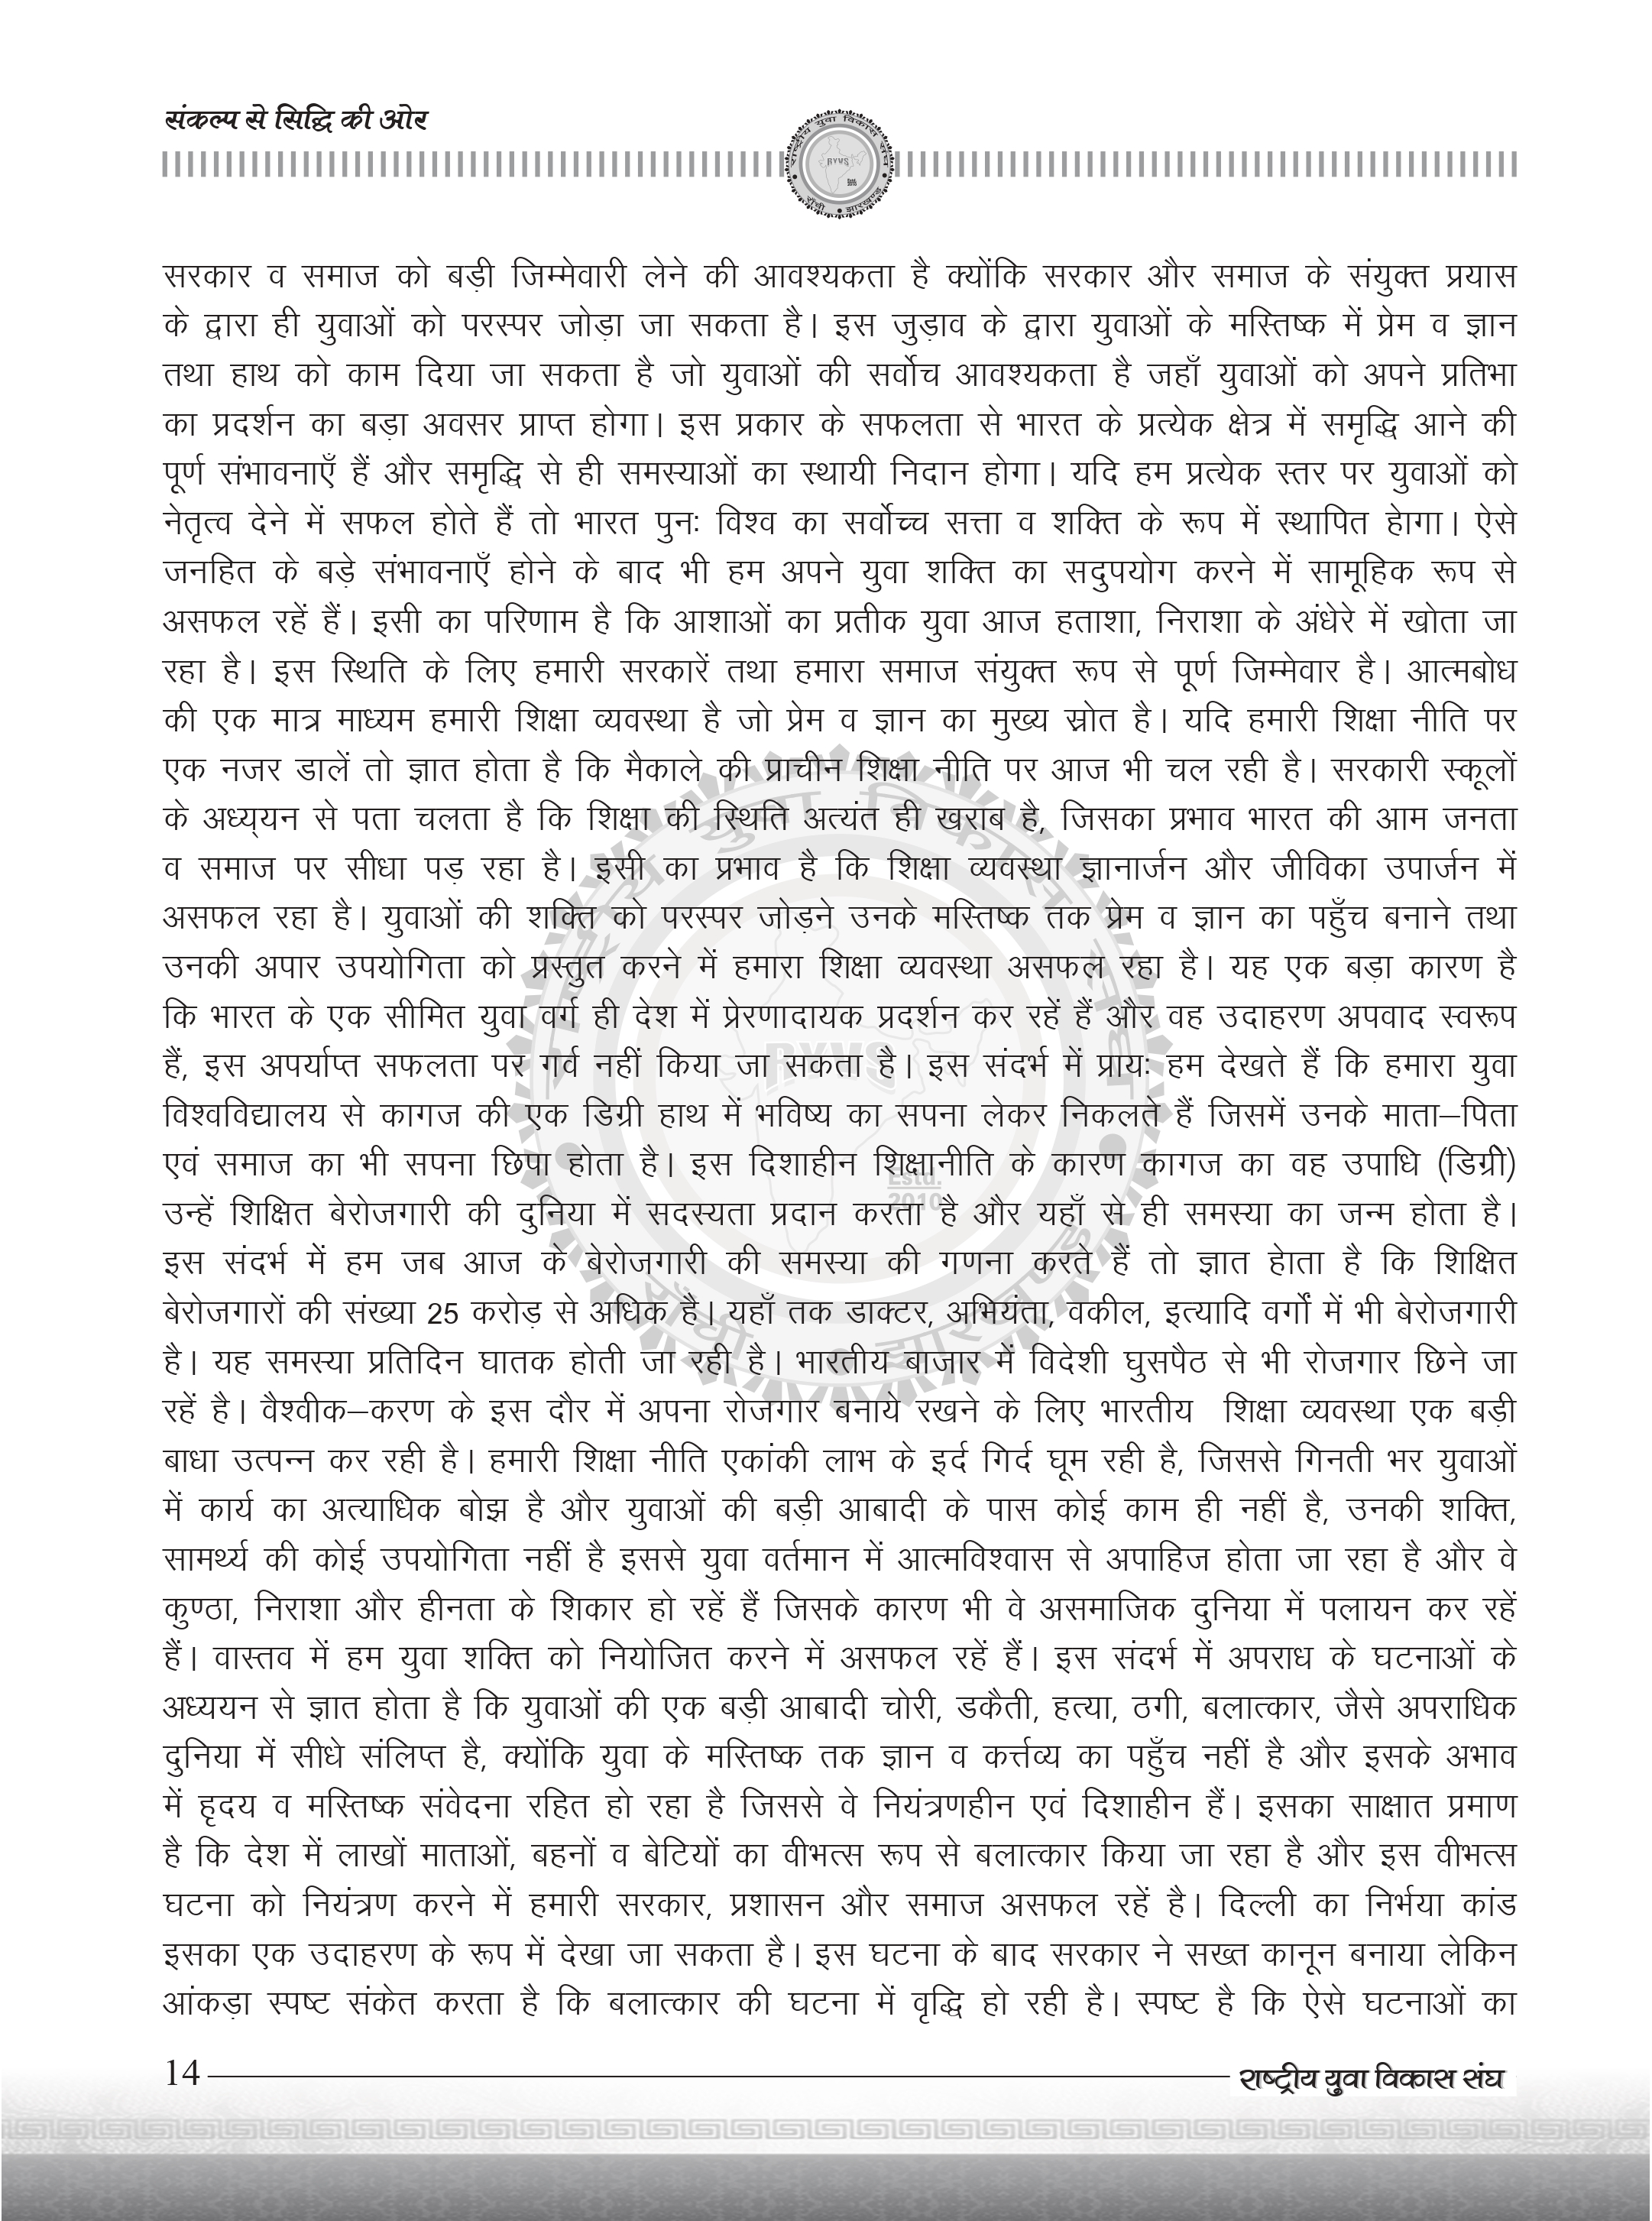 संकल्प से सिद्धि की ओर
राष्ट्रीय युवा विकास संघ
RYVS
राँची • झारखण्ड
सरकार व समाज को बड़ी जिम्मेवारी लेने की आवश्यकता है क्योंकि सरकार और समाज के संयुक्त प्रयास
के द्वारा ही युवाओं को परस्पर जोड़ा जा सकता है। इस जुड़ाव के द्वारा युवाओं के मस्तिष्क में प्रेम व ज्ञान
तथा हाथ को काम दिया जा सकता है जो युवाओं की सर्वोच आवश्यकता है जहाँ युवाओं को अपने प्रतिभा
का प्रदर्शन का बड़ा अवसर प्राप्त होगा। इस प्रकार के सफलता से भारत के प्रत्येक क्षेत्र में समृद्धि आने की
पूर्ण संभावनाएँ हैं और समृद्धि से ही समस्याओं का स्थायी निदान होगा। यदि हम प्रत्येक स्तर पर युवाओं को
नेतृत्व देने में सफल होते हैं तो भारत पुनः विश्व का सर्वोच्च सत्ता व शक्ति के रूप में स्थापित हेागा। ऐसे
जनहित के बड़े संभावनाएँ होने के बाद भी हम अपने युवा शक्ति का सदुपयोग करने में सामूहिक रूप से
असफल रहें हैं। इसी का परिणाम है कि आशाओं का प्रतीक युवा आज हताशा, निराशा के अंधेरे में खोता जा
रहा है। इस स्थिति के लिए हमारी सरकारें तथा हमारा समाज संयुक्त रूप से पूर्ण जिम्मेवार है। आत्मबोध
की एक मात्र माध्यम हमारी शिक्षा व्यवस्था है जो प्रेम व ज्ञान का मुख्य स्रोत है। यदि हमारी शिक्षा नीति पर
एक नजर डालें तो ज्ञात होता है कि मैकाले की प्राचीन शिक्षा नीति पर आज भी चल रही है। सरकारी स्कूलों
के अध्य्यन से पता चलता है कि शिक्षा की स्थिति अत्यंत ही खराब है, जिसका प्रभाव भारत की आम जनता
व समाज पर सीधा पड़ रहा है। इसी का प्रभाव है कि शिक्षा व्यवस्था ज्ञानार्जन और जीविका उपार्जन में
असफल रहा है। युवाओं की शक्ति को परस्पर जोड़ने उनके मस्तिष्क तक प्रेम व ज्ञान का पहुँच बनाने तथा
उनकी अपार उपयोगिता को प्रस्तुत करने में हमारा शिक्षा व्यवस्था असफल रहा है। यह एक बड़ा कारण है
कि भारत के एक सीमित युवा वर्ग ही देश में प्रेरणादायक प्रदर्शन कर रहें हैं और वह उदाहरण अपवाद स्वरूप
हैं, इस अपर्याप्त सफलता पर गर्व नहीं किया जा सकता है। इस संदर्भ में प्रायः हम देखते हैं कि हमारा युवा
विश्वविद्यालय से कागज की एक डिग्री हाथ में भविष्य का सपना लेकर निकलते हैं जिसमें उनके माता–पिता
एवं समाज का भी सपना छिपा होता है। इस दिशाहीन शिक्षानीति के कारण कागज का वह उपाधि (डिग्री)
उन्हें शिक्षित बेरोजगारी की दुनिया में सदस्यता प्रदान करता है और यहाँ से ही समस्या का जन्म होता है।
इस संदर्भ में हम जब आज के बेरोजगारी की समस्या की गणना करते हैं तो ज्ञात हेाता है कि शिक्षित
बेरोजगारों की संख्या 25 करोड़ से अधिक है। यहाँ तक डाक्टर, अभियंता, वकील, इत्यादि वर्गों में भी बेरोजगारी
है। यह समस्या प्रतिदिन घातक होती जा रही है। भारतीय बाजार में विदेशी घुसपैठ से भी रोजगार छिने जा
रहें है। वैश्वीक–करण के इस दौर में अपना रोजगार बनाये रखने के लिए भारतीय शिक्षा व्यवस्था एक बड़ी
बाधा उत्पन्न कर रही है। हमारी शिक्षा नीति एकांकी लाभ के इर्द गिर्द घूम रही है, जिससे गिनती भर युवाओं
में कार्य का अत्याधिक बोझ है और युवाओं की बड़ी आबादी के पास कोई काम ही नहीं है, उनकी शक्ति,
सामर्थ्य की कोई उपयोगिता नहीं है इससे युवा वर्तमान में आत्मविश्वास से अपाहिज होता जा रहा है और वे
कुण्ठा, निराशा और हीनता के शिकार हो रहें हैं जिसके कारण भी वे असमाजिक दुनिया में पलायन कर रहें
हैं। वास्तव में हम युवा शक्ति को नियोजित करने में असफल रहें हैं। इस संदर्भ में अपराध के घटनाओं के
अध्ययन से ज्ञात होता है कि युवाओं की एक बड़ी आबादी चोरी, डकैती, हत्या, ठगी, बलात्कार, जैसे अपराधिक
दुनिया में सीधे संलिप्त है, क्योंकि युवा के मस्तिष्क तक ज्ञान व कर्त्तव्य का पहुँच नहीं है और इसके अभाव
में हृदय व मस्तिष्क संवेदना रहित हो रहा है जिससे वे नियंत्रणहीन एवं दिशाहीन हैं। इसका साक्षात प्रमाण
है कि देश में लाखों माताओं, बहनों व बेटियों का वीभत्स रूप से बलात्कार किया जा रहा है और इस वीभत्स
घटना को नियंत्रण करने में हमारी सरकार, प्रशासन और समाज असफल रहें है। दिल्ली का निर्भया कांड
इसका एक उदाहरण के रूप में देखा जा सकता है। इस घटना के बाद सरकार ने सख्त कानून बनाया लेकिन
आंकड़ा स्पष्ट संकेत करता है कि बलात्कार की घटना में वृद्धि हो रही है। स्पष्ट है कि ऐसे घटनाओं का
राष्ट्रीय युवा विकास संघ
RYVS
Estd.
2010
राँची • झारखण्ड
14
राष्ट्रीय युवा विकास संघ